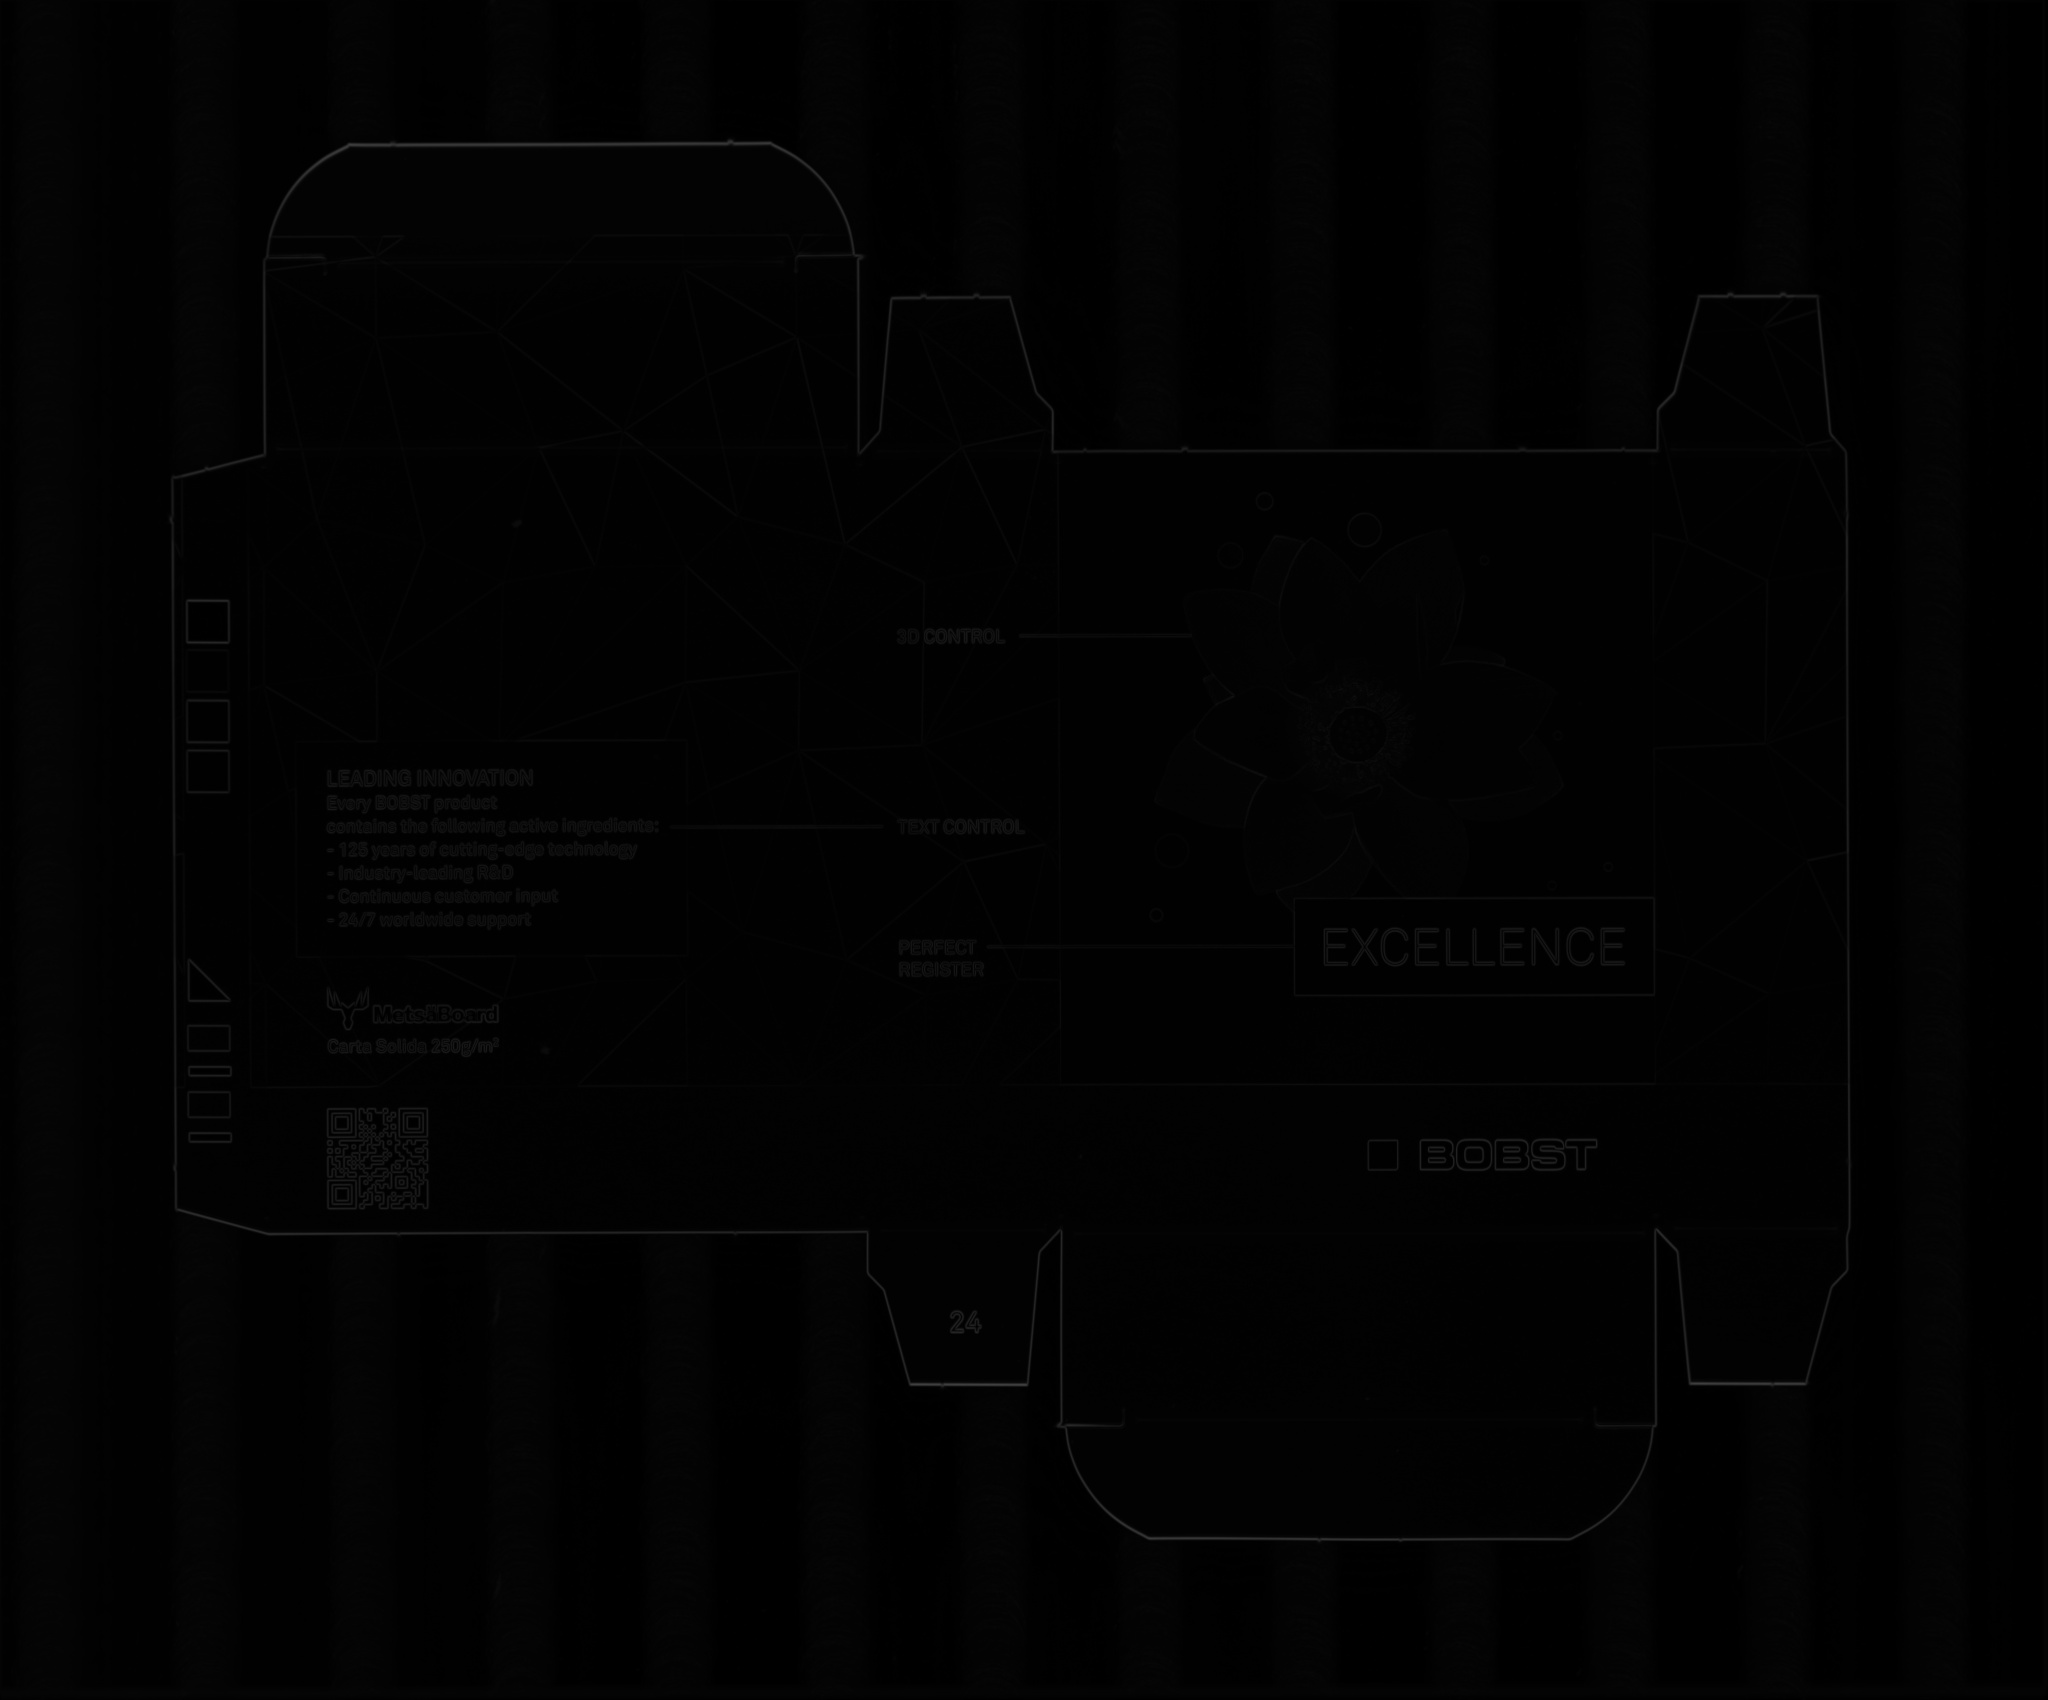 3D CONTROL
LEADING INNOVATION
Every BOBST product
contains the following active ingredients:
- 125 years of cutting-edge technology
- Industry-leading R&D
- Continuous customer input
- 24/7 worldwide support
TEXT CONTROL
PERFECT
REGISTER
EXCELLENCE
MetsäBoard
Carta Solida 250g/m²
BOBST
24